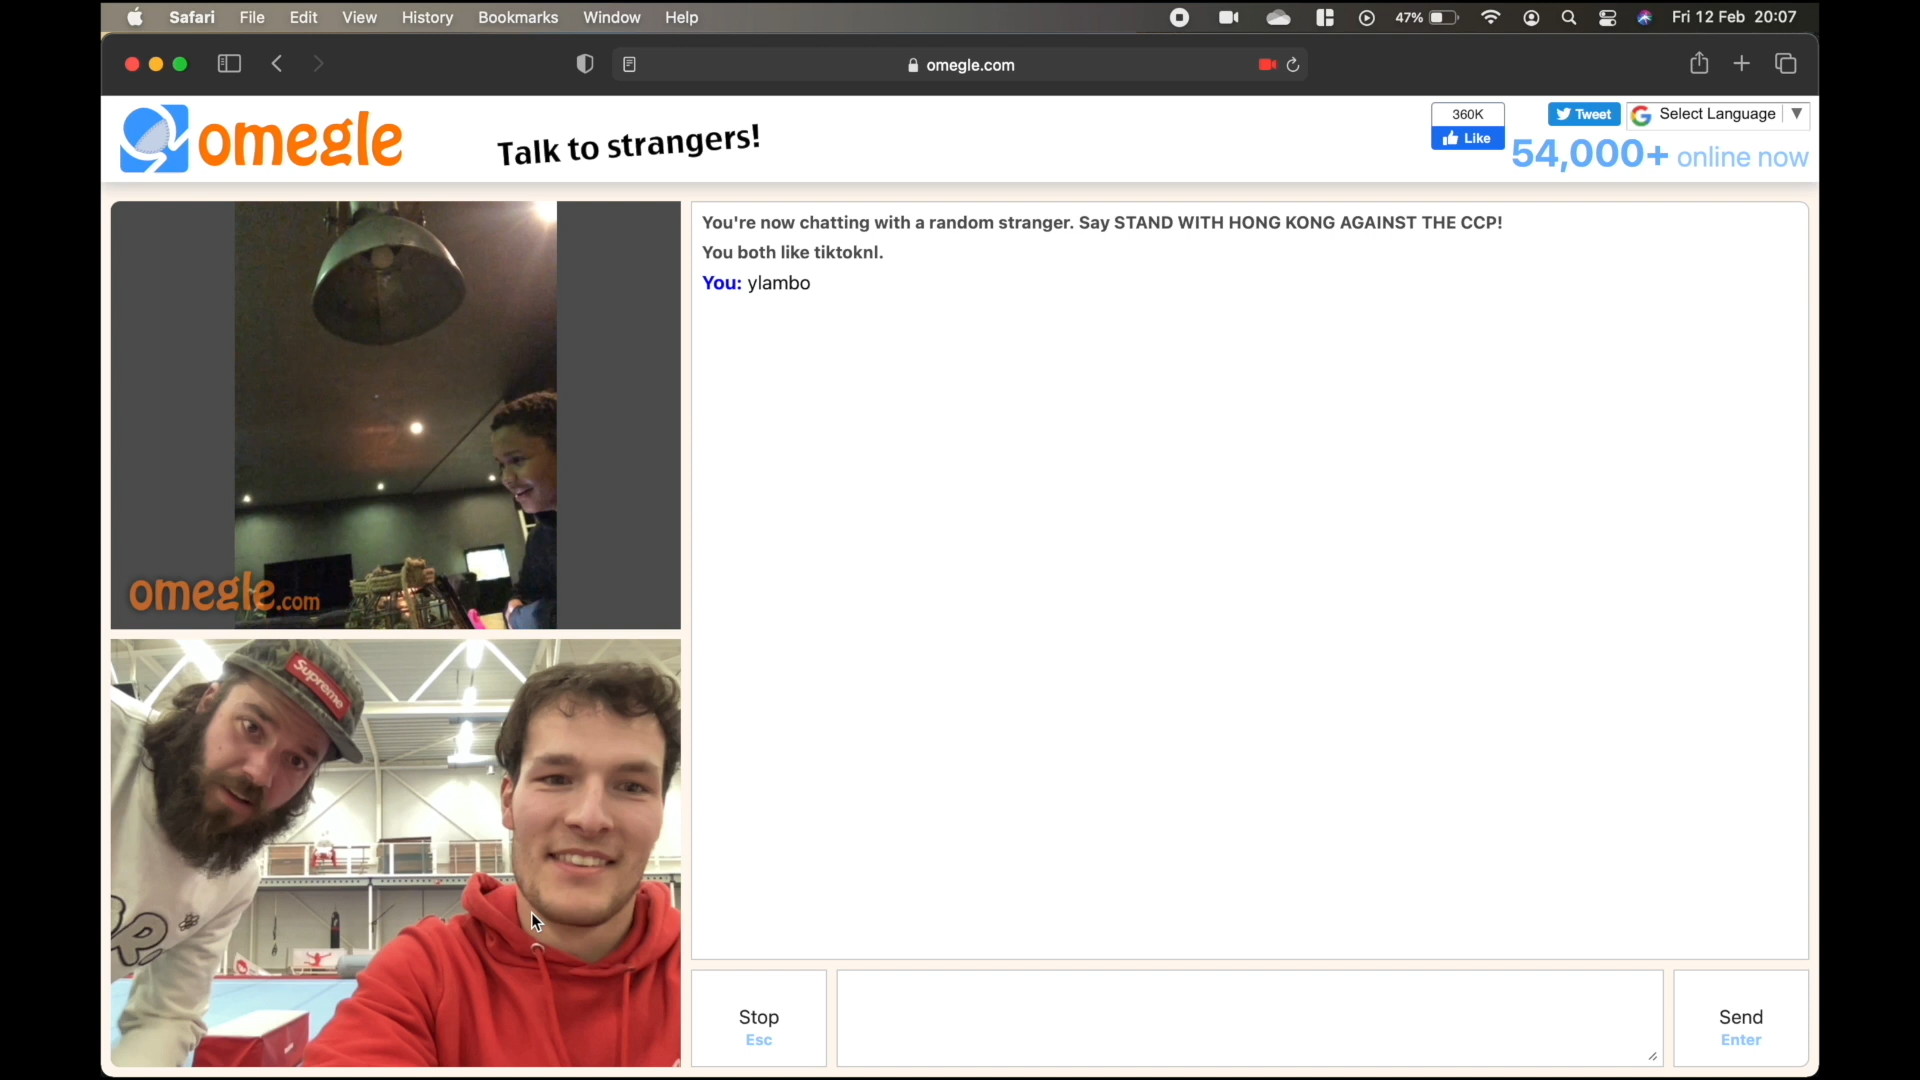 Safari File Edit View History Bookmarks Window Help 47% Fri 12 Feb 20:07
omegle.com
omegle Talk to strangers! 360K Like Tweet Select Language
54,000+ online now
You're now chatting with a random stranger. Say STAND WITH HONG KONG AGAINST THE CCP!
You both like tiktoknl.
You: ylambo
omegle.com
Supreme
Stop
Esc
Send
Enter